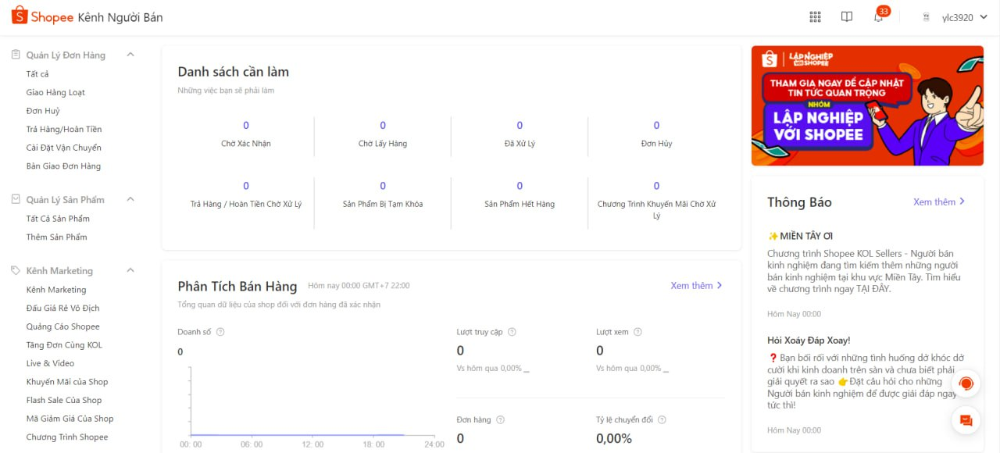 Shopee Kênh Người Bán
33
ylc3920
Quản Lý Đơn Hàng
Tất cả
Giao Hàng Loạt
Đơn Huỷ
Trả Hàng/Hoàn Tiền
Cài Đặt Vận Chuyển
Bàn Giao Đơn Hàng
Quản Lý Sản Phẩm
Tất Cả Sản Phẩm
Thêm Sản Phẩm
Kênh Marketing
Kênh Marketing
Đấu Giá Rẻ Vô Địch
Quảng Cáo Shopee
Tăng Đơn Cùng KOL
Live & Video
Khuyến Mãi của Shop
Flash Sale Của Shop
Mã Giảm Giá Của Shop
Chương Trình Shopee
Danh sách cần làm
Những việc bạn sẽ phải làm
0
Chờ Xác Nhận
0
Chờ Lấy Hàng
0
Đã Xử Lý
0
Đơn Hủy
0
Trả Hàng / Hoàn Tiền Chờ Xử Lý
0
Sản Phẩm Bị Tạm Khóa
0
Sản Phẩm Hết Hàng
0
Chương Trình Khuyến Mãi Chờ Xử
Lý
Phân Tích Bán Hàng
Hôm nay 00:00 GMT+7 22:00
Xem thêm
Tổng quan dữ liệu của shop đối với đơn hàng đã xác nhận
Doanh số
0
00: 00 06: 00 12: 00 18: 00 24:00
Lượt truy cập
0
Vs hôm qua 0,00% _
Lượt xem
0
Vs hôm qua 0,00% _
Đơn hàng
0
Tỷ lệ chuyển đổi
0,00%
LẬP NGHIỆP
VỚI SHOPEE
THAM GIA NGAY ĐỂ CẬP NHẬT
TIN TỨC QUAN TRỌNG
NHÓM
LẬP NGHIỆP
VỚI SHOPEE
Thông Báo
Xem thêm
✨MIỀN TÂY ƠI
Chương trình Shopee KOL Sellers - Người bán
kinh nghiệm đang tìm kiếm thêm những người
bán kinh nghiệm tại khu vực Miền Tây. Tìm hiểu
về chương trình ngay TẠI ĐÂY.
Hôm Nay 00:00
Hỏi Xoáy Đáp Xoay!
❓Bạn bối rối với những tình huống dở khóc dở
cười khi kinh doanh trên sàn và chưa biết phải
giải quyết ra sao 👉Đặt câu hỏi cho những
Người bán kinh nghiệm để được giải đáp ngay
tức thì!
Hôm Nay 00:00